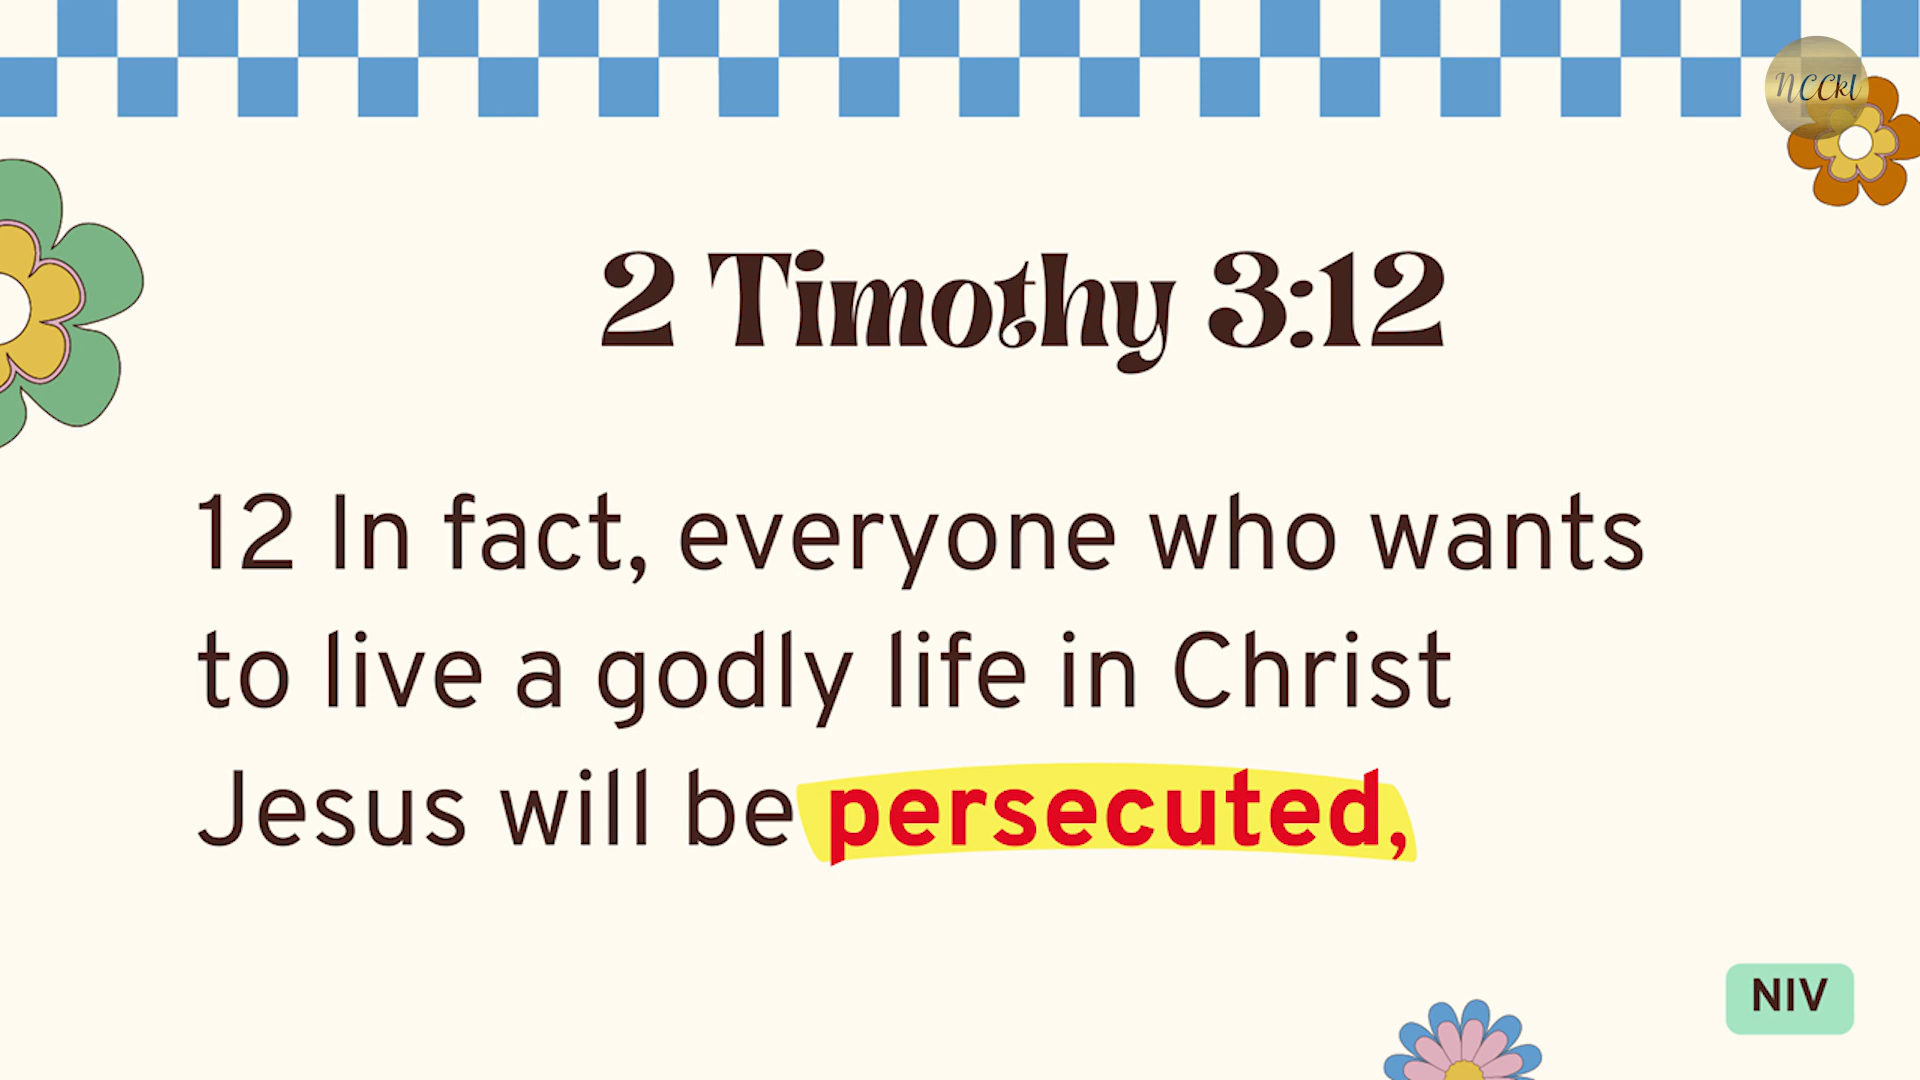 NCCkl
2 Timothy 3:12
12 In fact, everyone who wants
to live a godly life in Christ
Jesus will be persecuted,
NIV